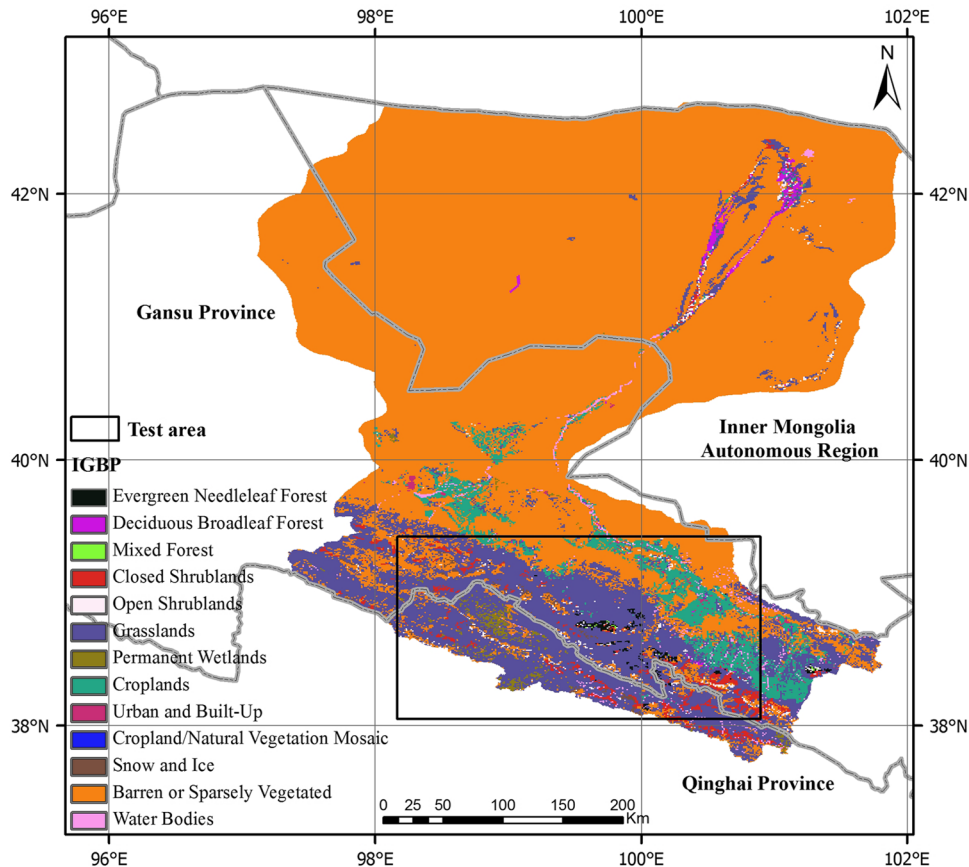 96°E 98°E 100°E 102°E
N
42°N 42°N
Gansu Province
Test area
Inner Mongolia
Autonomous Region
40°N 40°N
IGBP
Evergreen Needleleaf Forest
Deciduous Broadleaf Forest
Mixed Forest
Closed Shrublands
Open Shrublands
Grasslands
Permanent Wetlands
Croplands
Urban and Built-Up
38°N 38°N
Cropland/Natural Vegetation Mosaic
Snow and Ice
Barren or Sparsely Vegetated
Water Bodies
Qinghai Province
0 25 50 100 150 200
Km
96°E 98°E 100°E 102°E